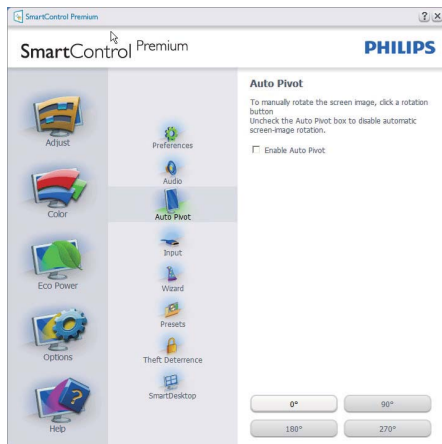 SmartControl Premium
SmartControl Premium
PHILIPS
Adjust
Color
Eco Power
Options
Help
Preferences
Audio
Auto Pivot
Input
Wizard
Presets
Theft Deterrence
SmartDesktop
Auto Pivot
To manually rotate the screen image, click a rotation
button
Uncheck the Auto Pivot box to disable automatic
screen-image rotation.
Enable Auto Pivot
0° 90°
180° 270°